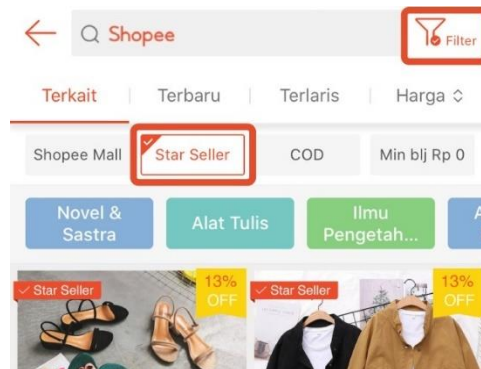 Shopee
Filter
Terkait
Terbaru
Terlaris
Harga
Shopee Mall
Star Seller
COD
Min blj Rp 0
Novel &
Sastra
Alat Tulis
Ilmu
Pengetah...
A
Star Seller
13%
OFF
Star Seller
13%
OFF